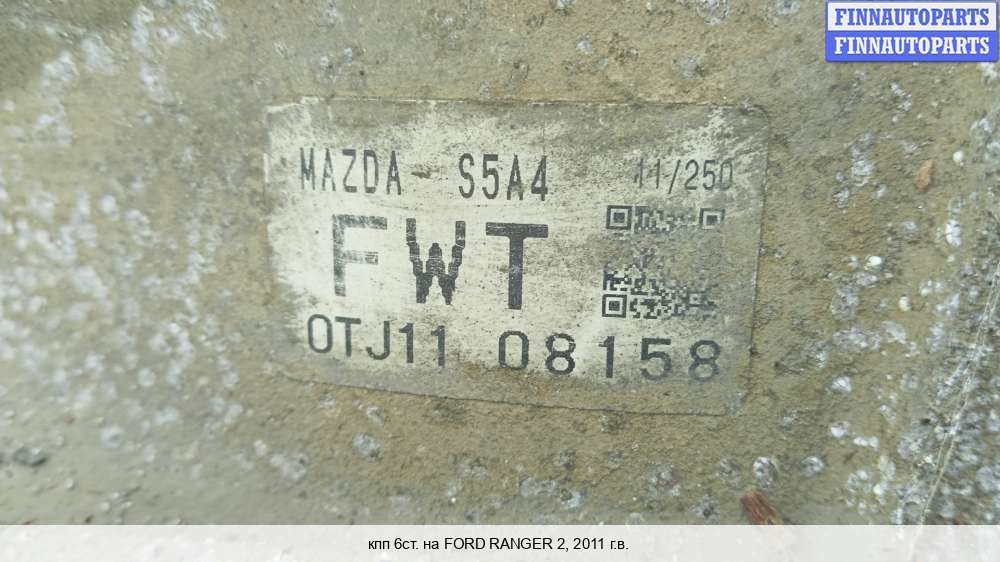 FINNAUTOPARTS
FINNAUTOPARTS
MAZDA S5A4 11/250
FWT
0TJ11 08158
кпп 6ст. на FORD RANGER 2, 2011 г.в.